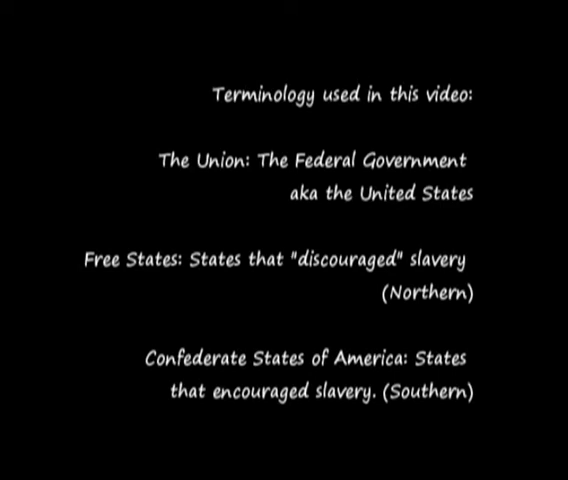 Terminology used in this video:
The Union: The Federal Government
aka the United States
Free States: States that "discouraged" slavery
(Northern)
Confederate States of America: States
that encouraged slavery. (Southern)